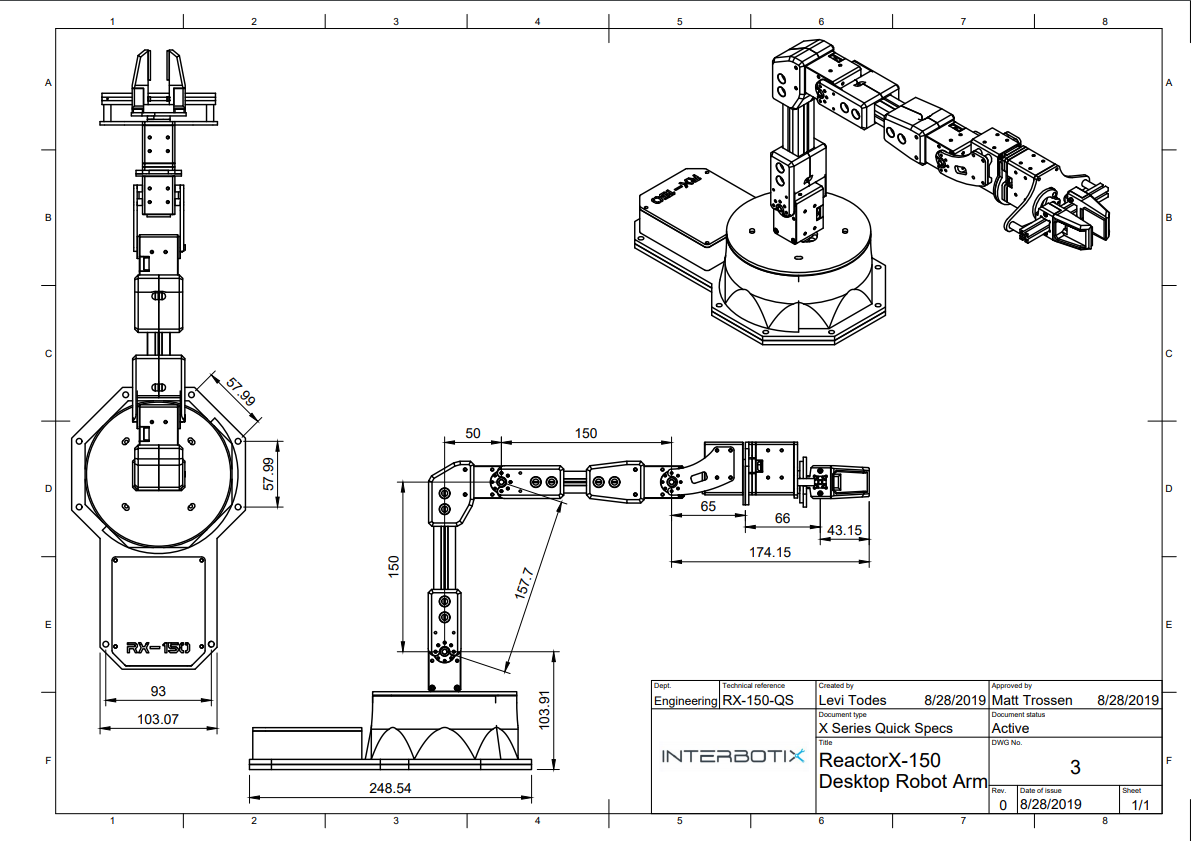 1 2 3 4 5 6 7 8
A A
B B
C C
D D
E E
F F
RX-150
57.99
57.99
50
150
65
66
43.15
174.15
150
157.7
RX-150
93
103.07
103.91
248.54
Dept.
Engineering
Technical reference
RX-150-QS
Created by
Levi Todes 8/28/2019
Approved by
Matt Trossen 8/28/2019
Document type
X Series Quick Specs
Document status
Active
INTERBOTIX
Title
ReactorX-150
Desktop Robot Arm
DWG No.
3
Rev.
0
Date of issue
8/28/2019
Sheet
1/1
1 2 3 4 5 6 7 8